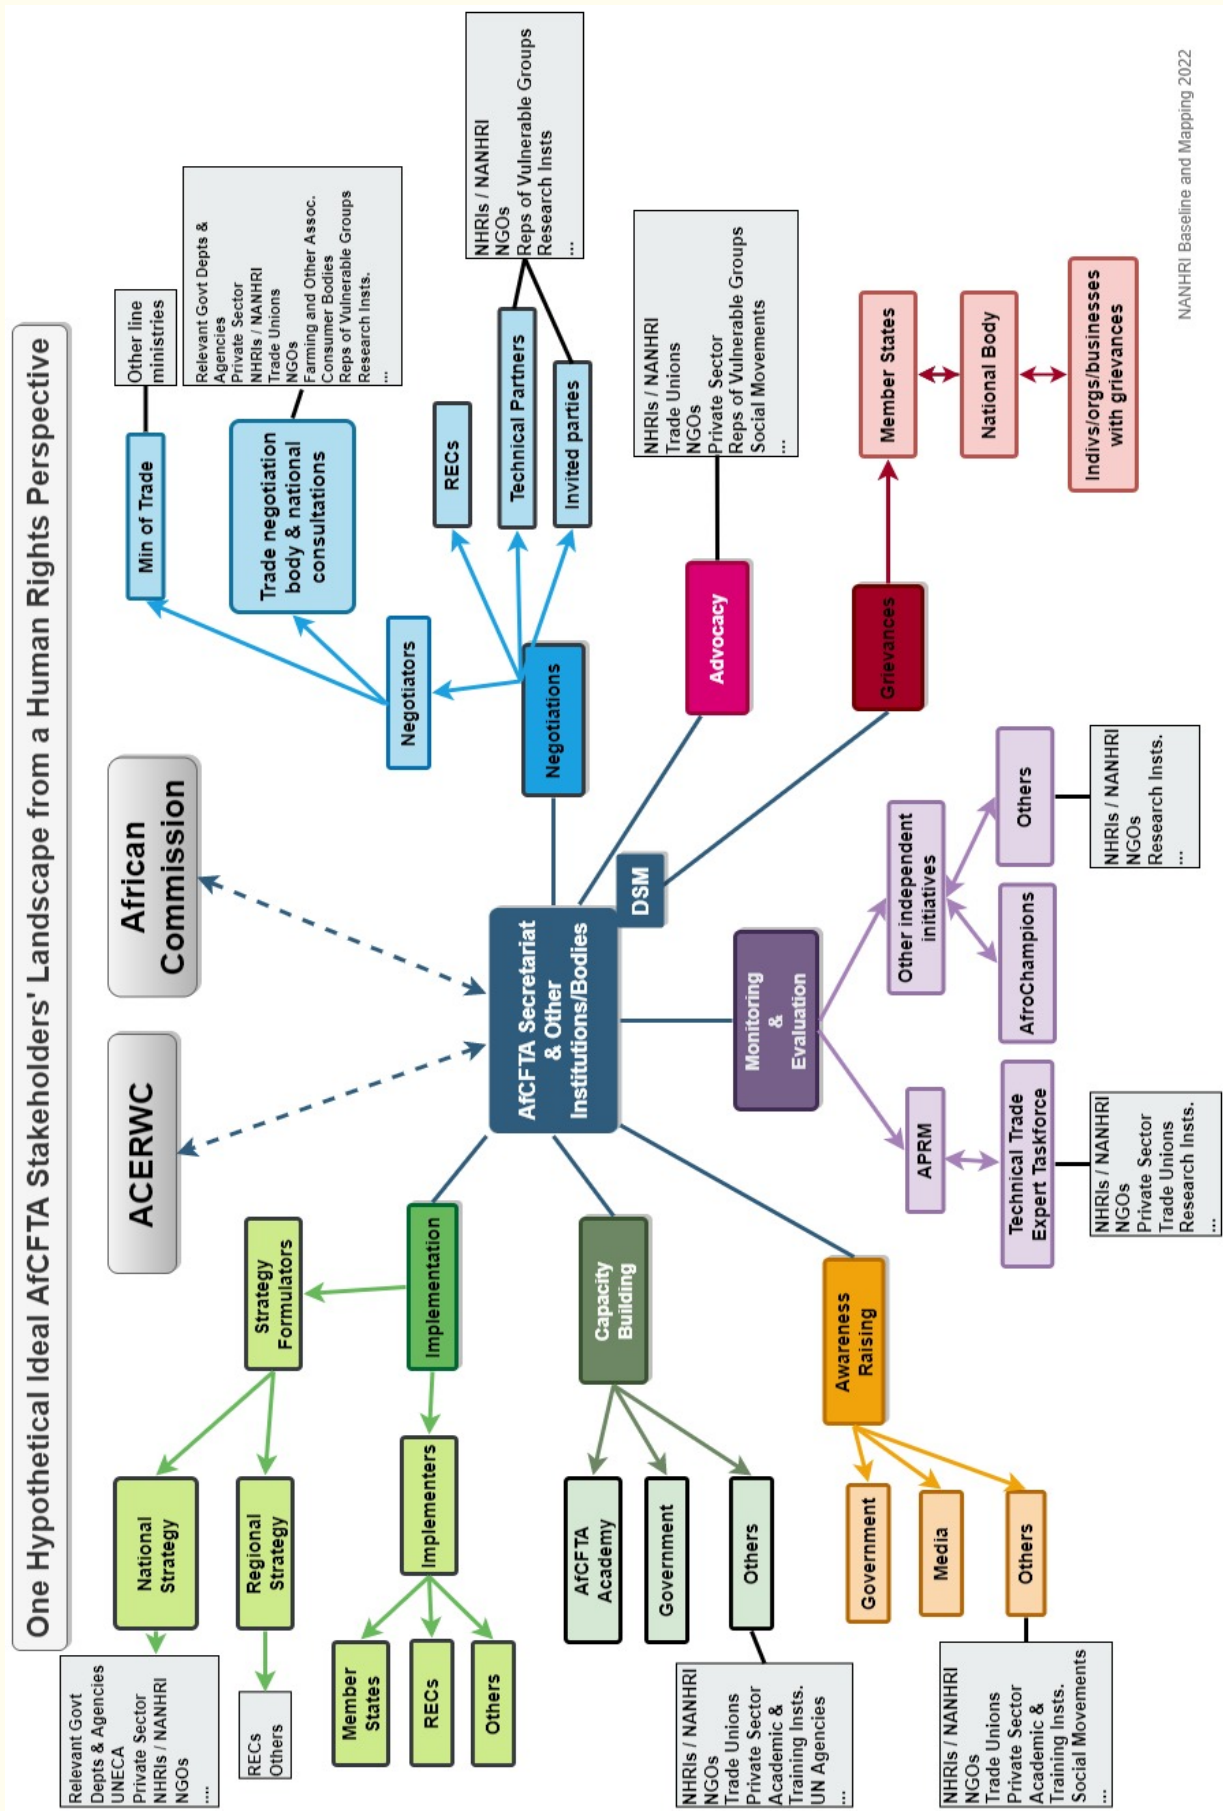 One Hypothetical Ideal AfCFTA Stakeholders' Landscape from a Human Rights Perspective
ACERWC
African
Commission
AfCFTA Secretariat
& Other
Institutions/Bodies
DSM
Implementation
Strategy
Formulators
National
Strategy
Relevant Govt
Depts & Agencies
UNECA
Private Sector
NHRIs / NANHRI
NGOs
....
Regional
Strategy
RECs
Others
Implementers
Member
States
RECs
Others
Capacity
Building
AfCFTA
Academy
Government
Others
NHRIs / NANHRI
NGOs
Trade Unions
Private Sector
Academic &
Training Insts.
UN Agencies
...
Awareness
Raising
Government
Media
Others
NHRIs / NANHRI
NGOs
Trade Unions
Private Sector
Academic &
Training Insts.
Social Movements
...
Monitoring
&
Evaluation
APRM
Technical Trade
Expert Taskforce
NHRIs / NANHRI
NGOs
Private Sector
Trade Unions
Research Insts.
...
Other independent
initiatives
AfroChampions
Others
NHRIs / NANHRI
NGOs
Research Insts.
...
Negotiations
Negotiators
Min of Trade
Other line
ministries
Trade negotiation
body & national
consultations
Relevant Govt Depts &
Agencies
Private Sector
NHRIs / NANHRI
Trade Unions
NGOs
Farming and Other Assoc.
Consumer Bodies
Reps of Vulnerable Groups
Research Insts.
...
RECs
Technical Partners
Invited parties
NHRIs / NANHRI
NGOs
Reps of Vulnerable Groups
Research Insts
...
Advocacy
NHRIs / NANHRI
Trade Unions
NGOs
Private Sector
Reps of Vulnerable Groups
Social Movements
...
Grievances
Member States
National Body
Indivs/orgs/businesses
with grievances
NANHRI Baseline and Mapping 2022